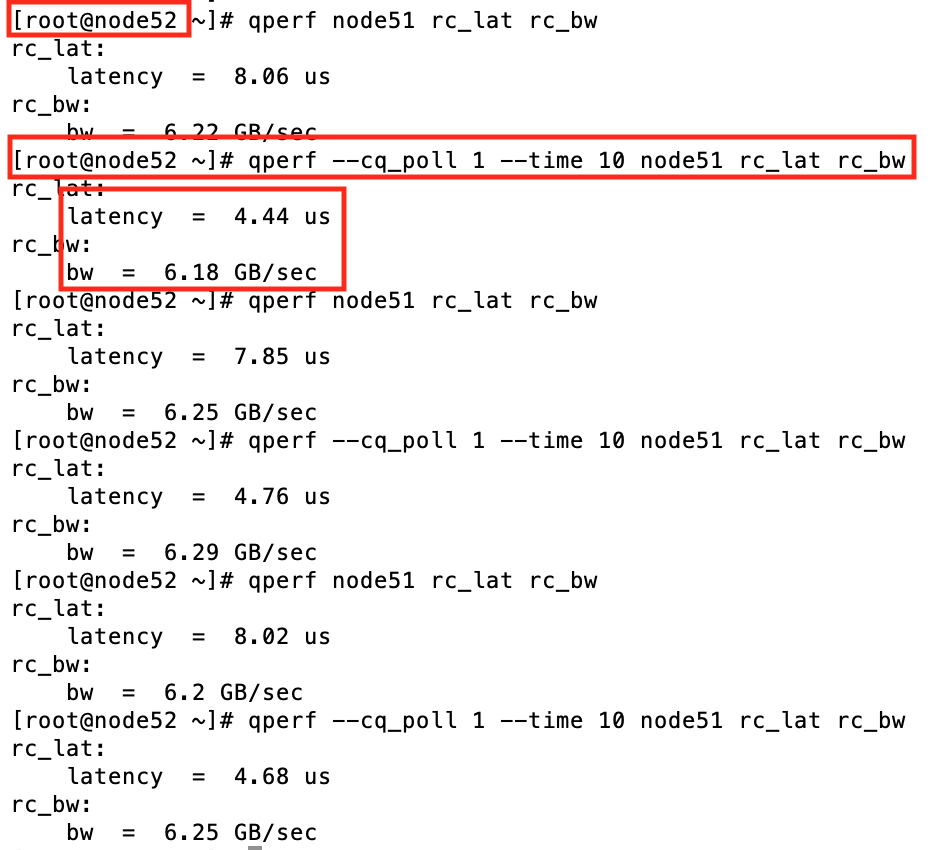 [root@node52 ~]# qperf node51 rc_lat rc_bw
rc_lat:
    latency  =  8.06 us
rc_bw:
    bw  =  6.22 GB/sec
[root@node52 ~]# qperf --cq_poll 1 --time 10 node51 rc_lat rc_bw
rc_lat:
    latency  =  4.44 us
rc_bw:
    bw  =  6.18 GB/sec
[root@node52 ~]# qperf node51 rc_lat rc_bw
rc_lat:
    latency  =  7.85 us
rc_bw:
    bw  =  6.25 GB/sec
[root@node52 ~]# qperf --cq_poll 1 --time 10 node51 rc_lat rc_bw
rc_lat:
    latency  =  4.76 us
rc_bw:
    bw  =  6.29 GB/sec
[root@node52 ~]# qperf node51 rc_lat rc_bw
rc_lat:
    latency  =  8.02 us
rc_bw:
    bw  =  6.2 GB/sec
[root@node52 ~]# qperf --cq_poll 1 --time 10 node51 rc_lat rc_bw
rc_lat:
    latency  =  4.68 us
rc_bw:
    bw  =  6.25 GB/sec